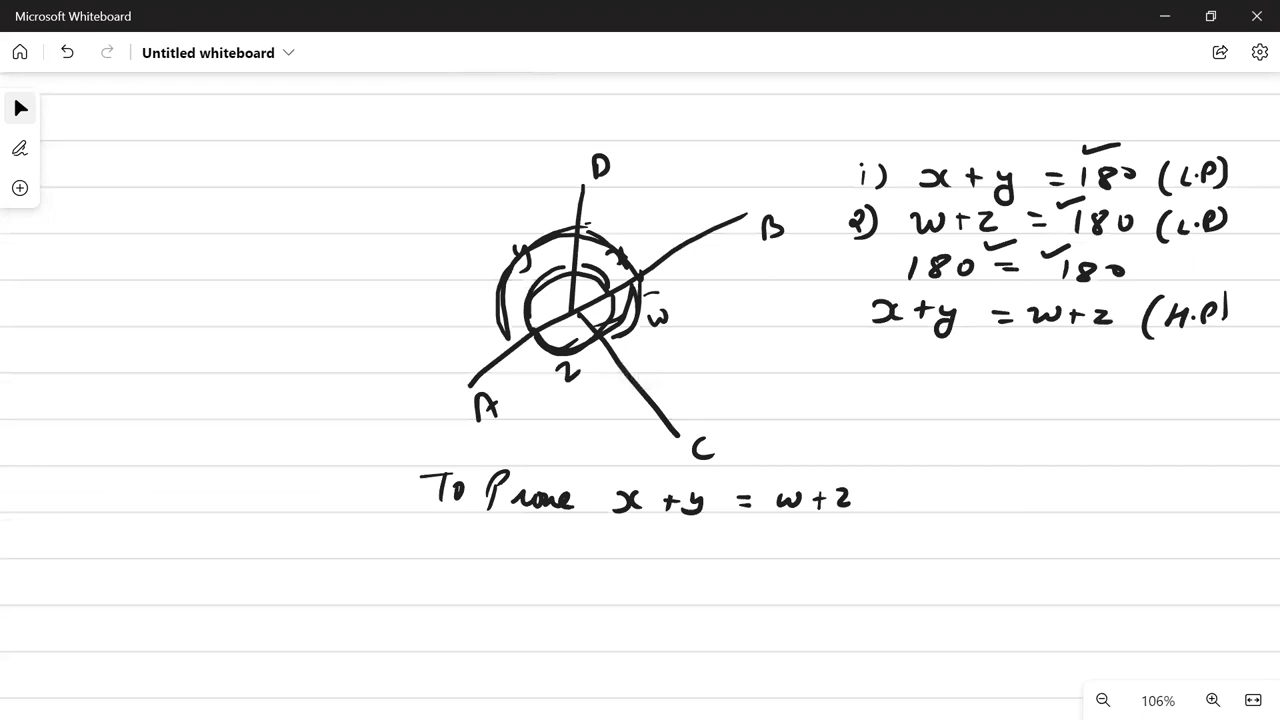 Microsoft Whiteboard
Untitled whiteboard
D
B
y
x
w
z
A
C
i) x + y = 180 (L.P)
2) w + z = 180 (L.P)
180 = 180
x + y = w + z (H.P)
To Prove x + y = w + z
106%